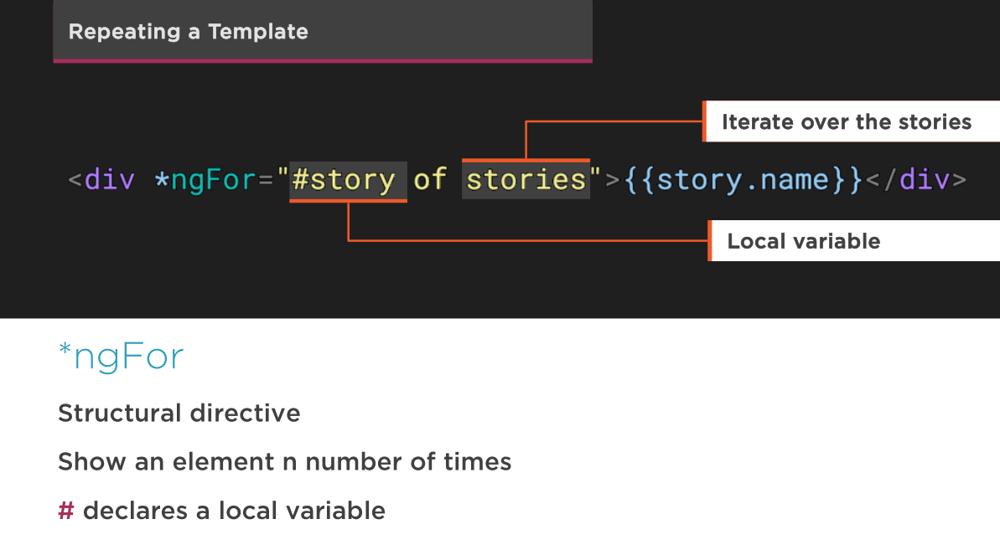 Repeating a Template
Iterate over the stories
<div *ngFor="#story of stories">{{story.name}}</div>
Local variable
*ngFor
Structural directive
Show an element n number of times
# declares a local variable